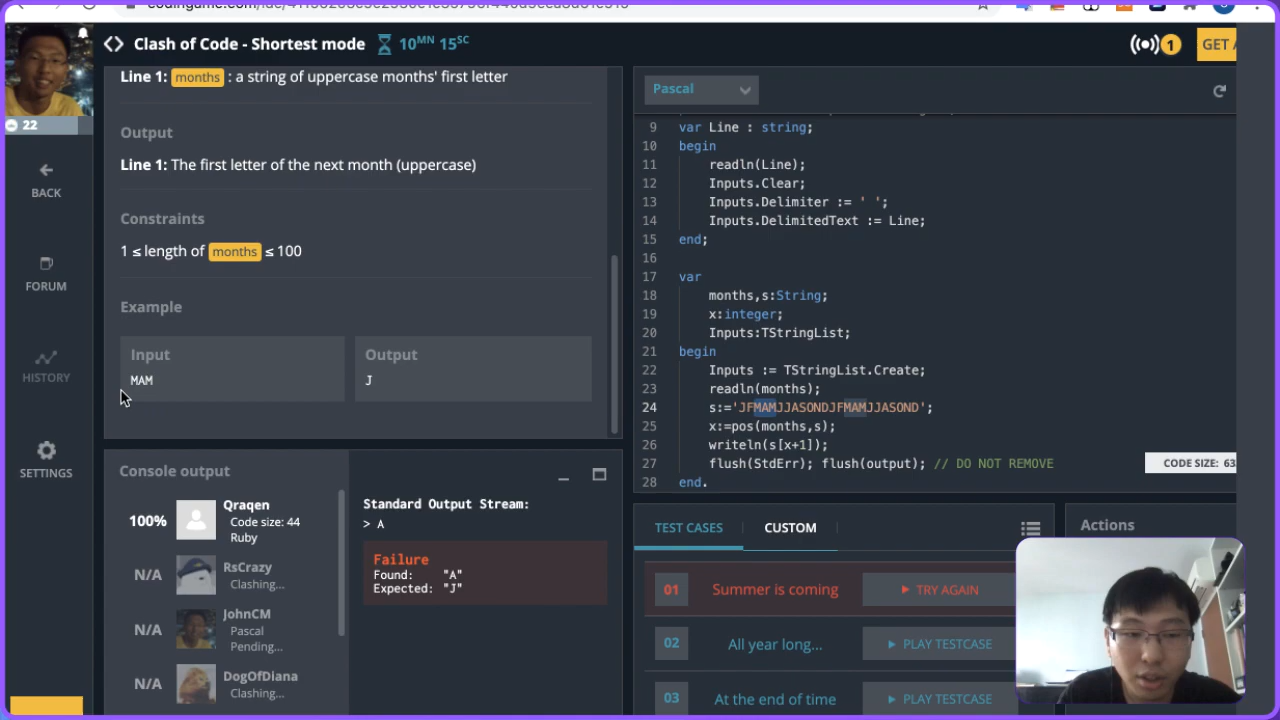 Clash of Code - Shortest mode
10MN 15SC
1
GET
22
BACK
FORUM
HISTORY
SETTINGS
Line 1: months : a string of uppercase months' first letter
Output
Line 1: The first letter of the next month (uppercase)
Constraints
1 ≤ length of months ≤ 100
Example
Input
MAM
Output
J
Console output
100%
Qraqen
Code size: 44
Ruby
N/A
RsCrazy
Clashing...
N/A
JohnCM
Pascal
Pending...
N/A
DogOfDiana
Clashing...
Standard Output Stream:
> A
Failure
Found: "A"
Expected: "J"
Pascal
9 var Line : string;
10 begin
11 readln(Line);
12 Inputs.Clear;
13 Inputs.Delimiter := ' ';
14 Inputs.DelimitedText := Line;
15 end;
16
17 var
18 months,s:String;
19 x:integer;
20 Inputs:TStringList;
21 begin
22 Inputs := TStringList.Create;
23 readln(months);
24 s:='JFMAMJJASONDJFMAMJJASOND';
25 x:=pos(months,s);
26 writeln(s[x+1]);
27 flush(StdErr); flush(output); // DO NOT REMOVE
28 end.
CODE SIZE: 63
TEST CASES
CUSTOM
01 Summer is coming
TRY AGAIN
02 All year long...
PLAY TESTCASE
03 At the end of time
PLAY TESTCASE
Actions